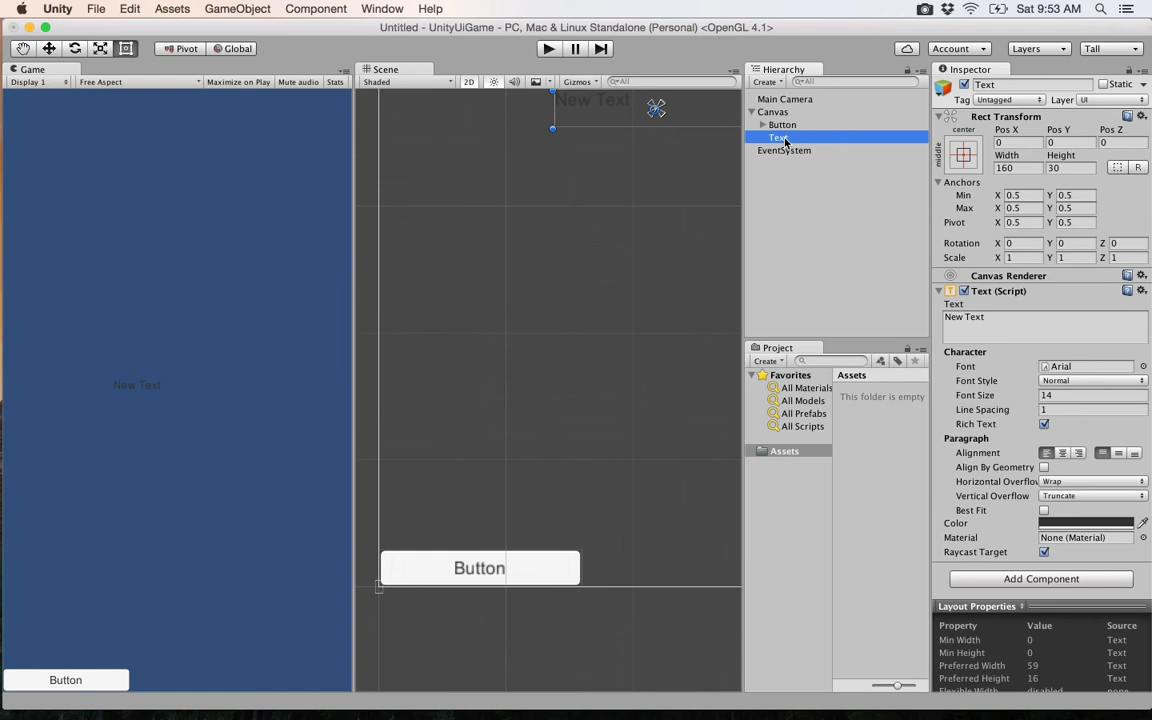 Unity File Edit Assets GameObject Component Window Help Sat 9:53 AM
Untitled - UnityUiGame - PC, Mac & Linux Standalone (Personal) <OpenGL 4.1>
Pivot Global Account Layers Tall
Game Scene Hierarchy Inspector
Display 1 Free Aspect Maximize on Play Mute audio Stats Shaded 2D Gizmos All Create All
Text Static
Tag Untagged Layer UI
Main Camera
Canvas
Button
Text
EventSystem
Rect Transform
center
middle
Pos X Pos Y Pos Z
0 0 0
Width Height
160 30 R
Anchors
Min X 0.5 Y 0.5
Max X 0.5 Y 0.5
Pivot X 0.5 Y 0.5
Rotation X 0 Y 0 Z 0
Scale X 1 Y 1 Z 1
Canvas Renderer
Text (Script)
Text
New Text
Character
Font Arial
Font Style Normal
Font Size 14
Line Spacing 1
Rich Text
Paragraph
Alignment
Align By Geometry
Horizontal Overflow Wrap
Vertical Overflow Truncate
Best Fit
Color
Material None (Material)
Raycast Target
Add Component
Layout Properties
Property Value Source
Min Width 0 Text
Min Height 0 Text
Preferred Width 59 Text
Preferred Height 16 Text
Flexible Width disabled none
Project
Create
Favorites
All Materials
All Models
All Prefabs
All Scripts
Assets
Assets
This folder is empty
New Text
New Text
Button
Button